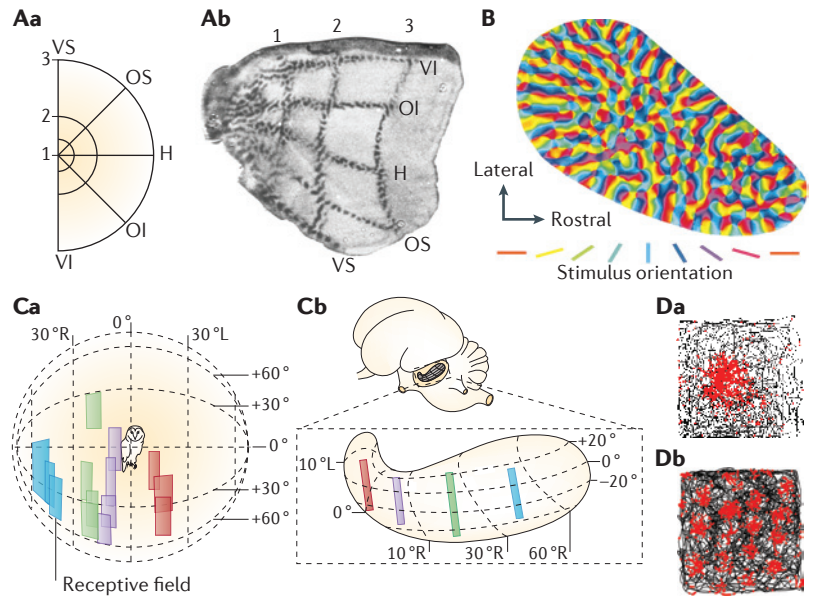 Aa
VS
3
OS
2
1
H
OI
VI
Ab
1
2
3
VI
OI
H
OS
VS
B
Lateral
Rostral
Stimulus orientation
Ca
30°R
0°
30°L
+60°
+30°
0°
+30°
+60°
Receptive field
Cb
10°L
0°
+20°
0°
−20°
10°R
30°R
60°R
Da
Db